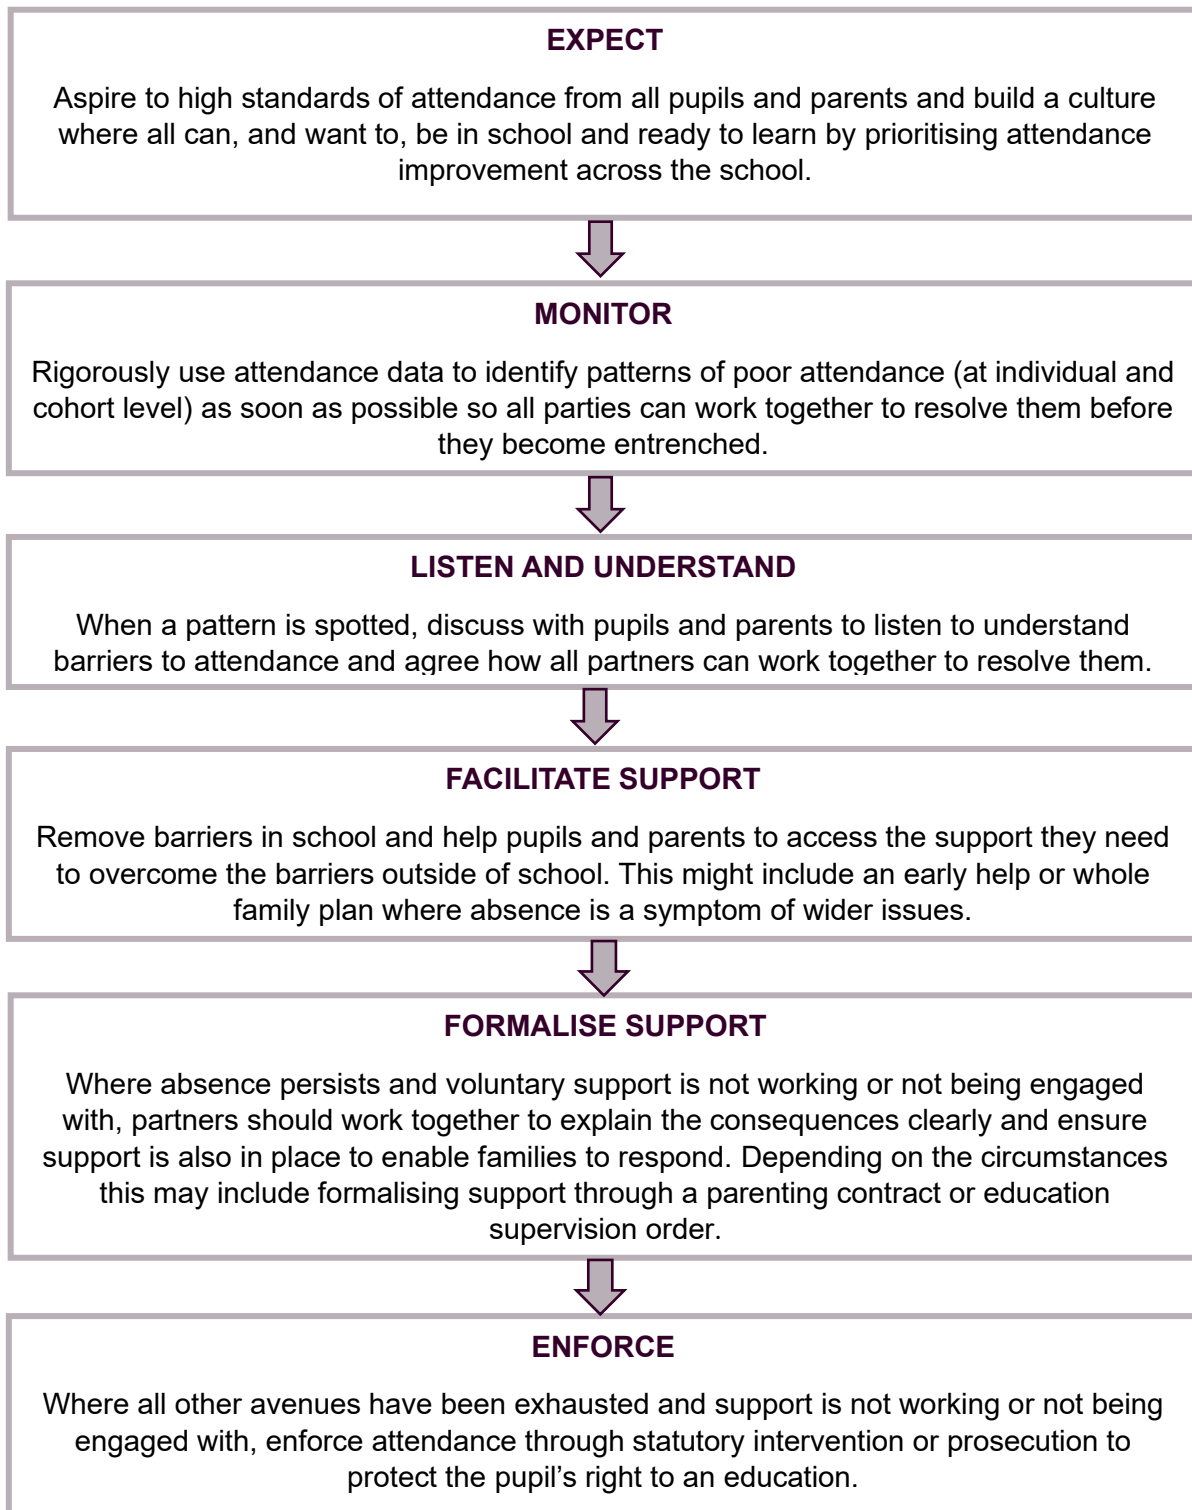 EXPECT
Aspire to high standards of attendance from all pupils and parents and build a culture
where all can, and want to, be in school and ready to learn by prioritising attendance
improvement across the school.
MONITOR
Rigorously use attendance data to identify patterns of poor attendance (at individual and
cohort level) as soon as possible so all parties can work together to resolve them before
they become entrenched.
LISTEN AND UNDERSTAND
When a pattern is spotted, discuss with pupils and parents to listen to understand
barriers to attendance and agree how all partners can work together to resolve them.
FACILITATE SUPPORT
Remove barriers in school and help pupils and parents to access the support they need
to overcome the barriers outside of school. This might include an early help or whole
family plan where absence is a symptom of wider issues.
FORMALISE SUPPORT
Where absence persists and voluntary support is not working or not being engaged
with, partners should work together to explain the consequences clearly and ensure
support is also in place to enable families to respond. Depending on the circumstances
this may include formalising support through a parenting contract or education
supervision order.
ENFORCE
Where all other avenues have been exhausted and support is not working or not being
engaged with, enforce attendance through statutory intervention or prosecution to
protect the pupil’s right to an education.